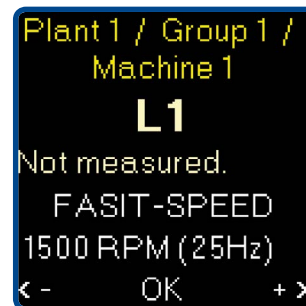 Plant 1 / Group 1 /
Machine 1
L1
Not measured.
FASIT-SPEED
1500 RPM (25Hz)
< - OK + >